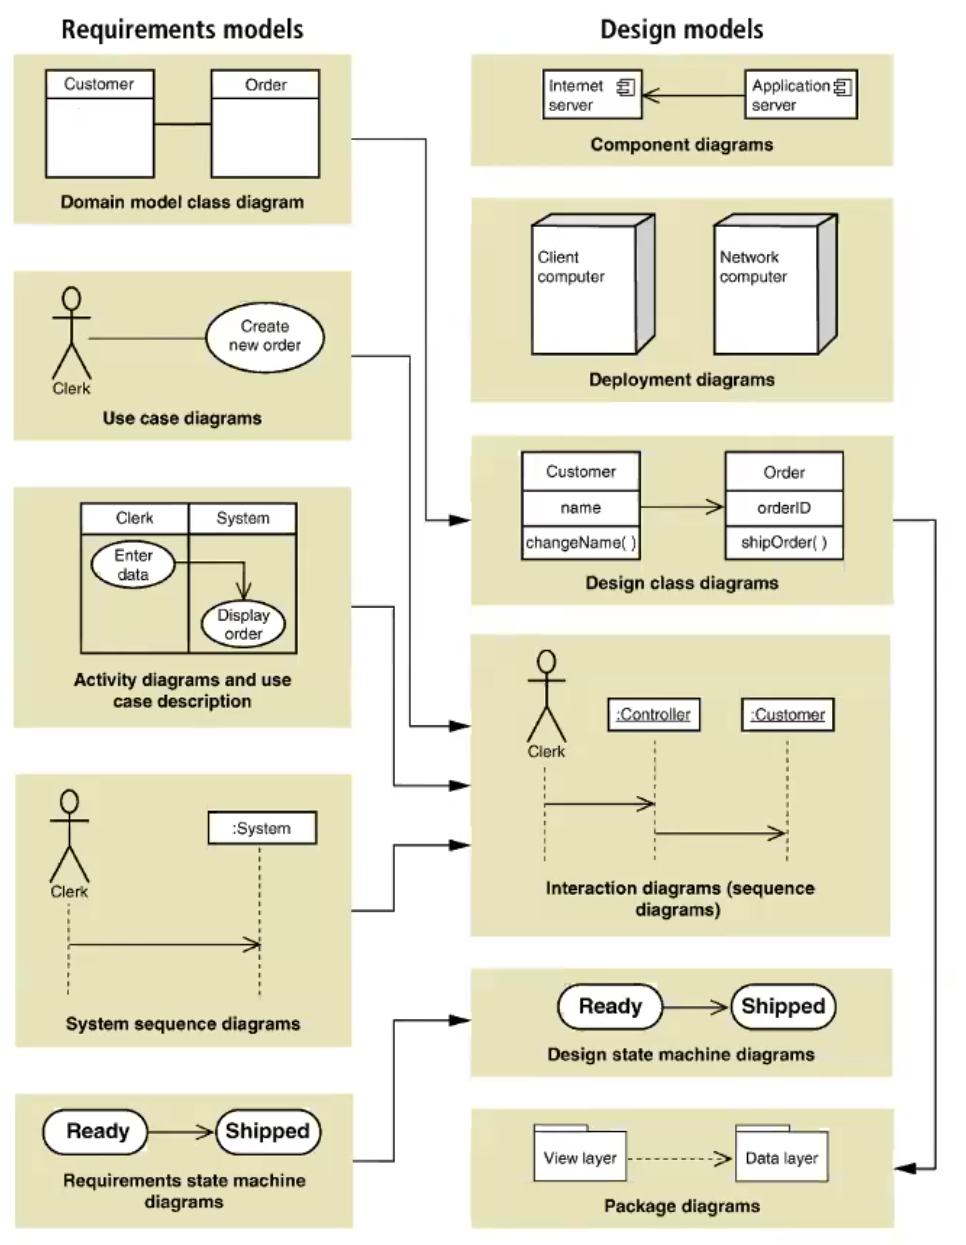 Requirements models
Customer
Order
Domain model class diagram
Create
new order
Clerk
Use case diagrams
Clerk
System
Enter
data
Display
order
Activity diagrams and use
case description
:System
Clerk
System sequence diagrams
Ready
Shipped
Requirements state machine
diagrams
Design models
Internet
server
Application
server
Component diagrams
Client
computer
Network
computer
Deployment diagrams
Customer
name
changeName( )
Order
orderID
shipOrder( )
Design class diagrams
:Controller
:Customer
Clerk
Interaction diagrams (sequence
diagrams)
Ready
Shipped
Design state machine diagrams
View layer
Data layer
Package diagrams